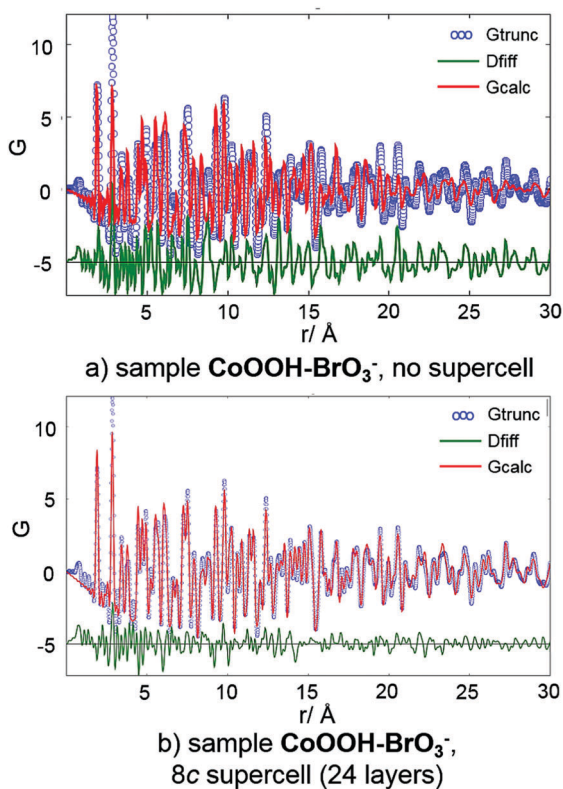 10
5
0
-5
G
Gtrunc
Dfiff
Gcalc
5 10 15 20 25 30
r/ Å
a) sample CoOOH-BrO₃⁻, no supercell
10
5
0
-5
G
Gtrunc
Dfiff
Gcalc
5 10 15 20 25 30
r/ Å
b) sample CoOOH-BrO₃⁻,
8c supercell (24 layers)